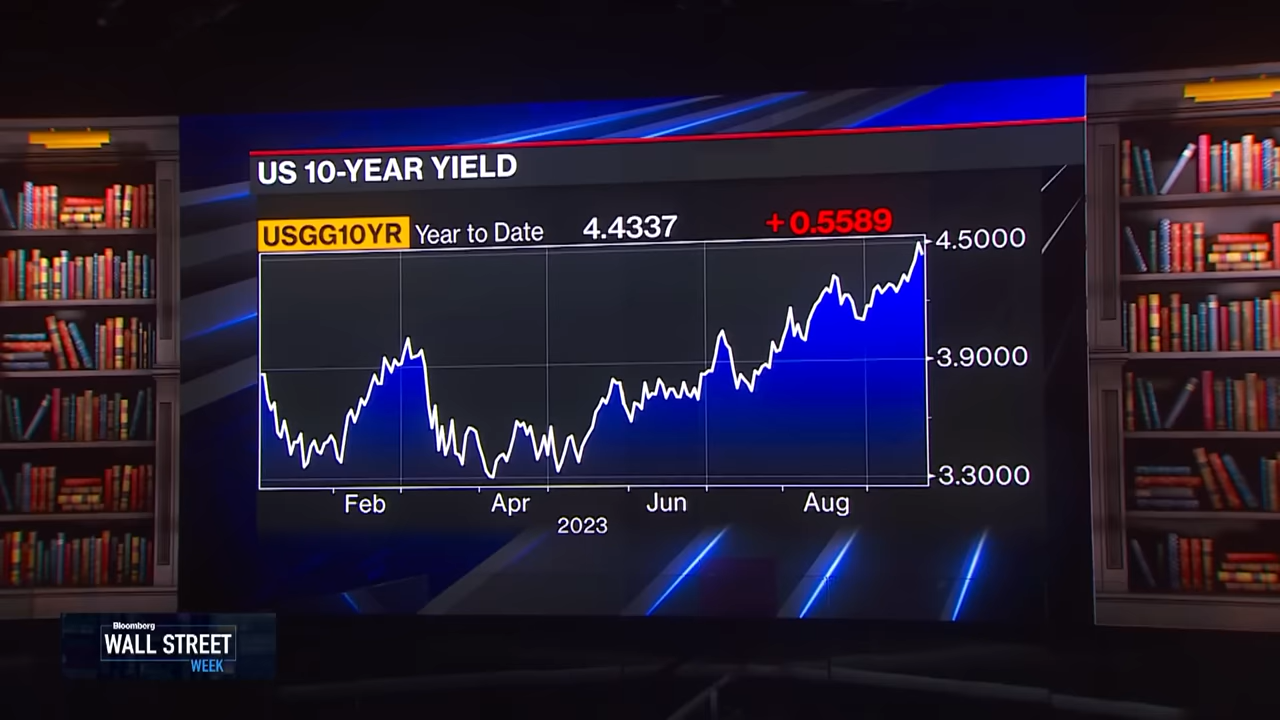 US 10-YEAR YIELD
USGG10YR Year to Date 4.4337 +0.5589
4.5000
3.9000
3.3000
Feb Apr Jun Aug
2023
Bloomberg
WALL STREET
WEEK